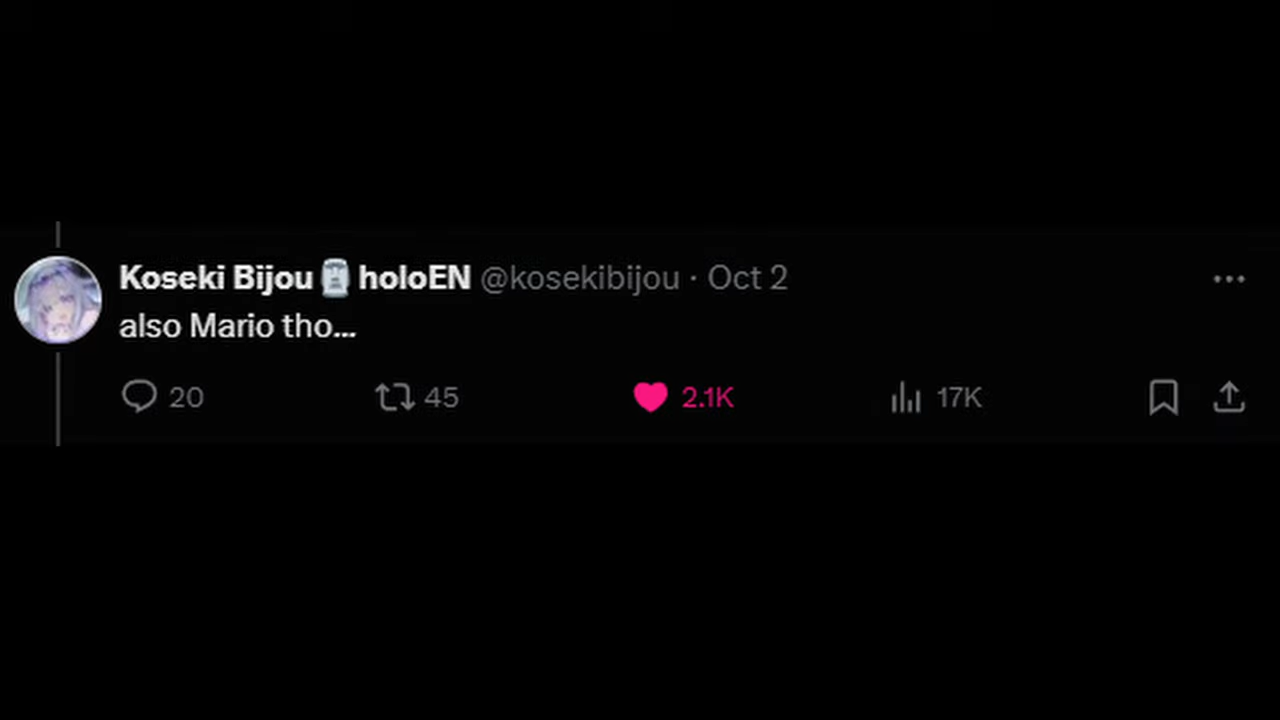 Koseki Bijou🗿holoEN @kosekibijou · Oct 2
also Mario tho...
20 45 2.1K 17K